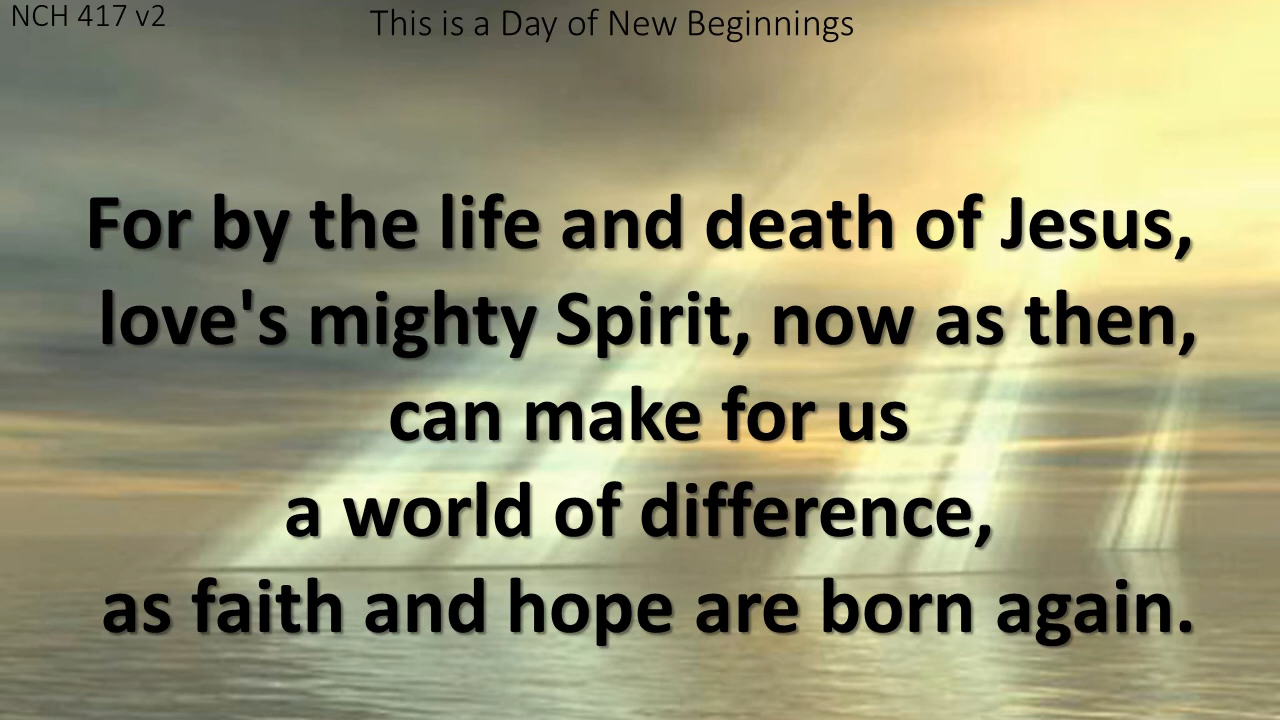 NCH 417 v2
This is a Day of New Beginnings
For by the life and death of Jesus,
love's mighty Spirit, now as then,
can make for us
a world of difference,
as faith and hope are born again.